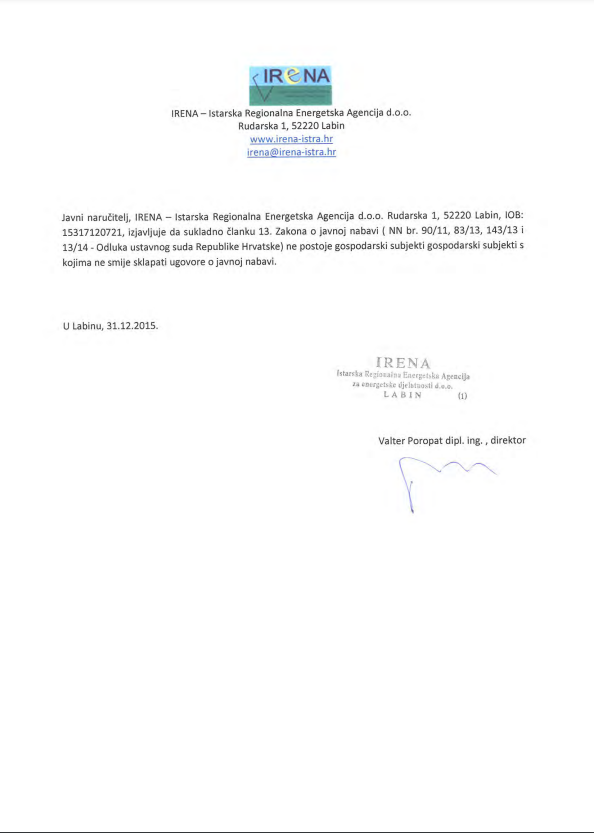 IRENA
IRENA – Istarska Regionalna Energetska Agencija d.o.o.
Rudarska 1, 52220 Labin
www.irena-istra.hr
irena@irena-istra.hr
Javni naručitelj, IRENA – Istarska Regionalna Energetska Agencija d.o.o. Rudarska 1, 52220 Labin, IOB:
15317120721, izjavljuje da sukladno članku 13. Zakona o javnoj nabavi ( NN br. 90/11, 83/13, 143/13 i
13/14 - Odluka ustavnog suda Republike Hrvatske) ne postoje gospodarski subjekti gospodarski subjekti s
kojima ne smije sklapati ugovore o javnoj nabavi.
U Labinu, 31.12.2015.
IRENA
Istarska Regionalna Energetska Agencija
za energetske djelatnosti d.o.o.
LABIN (1)
Valter Poropat dipl. ing. , direktor